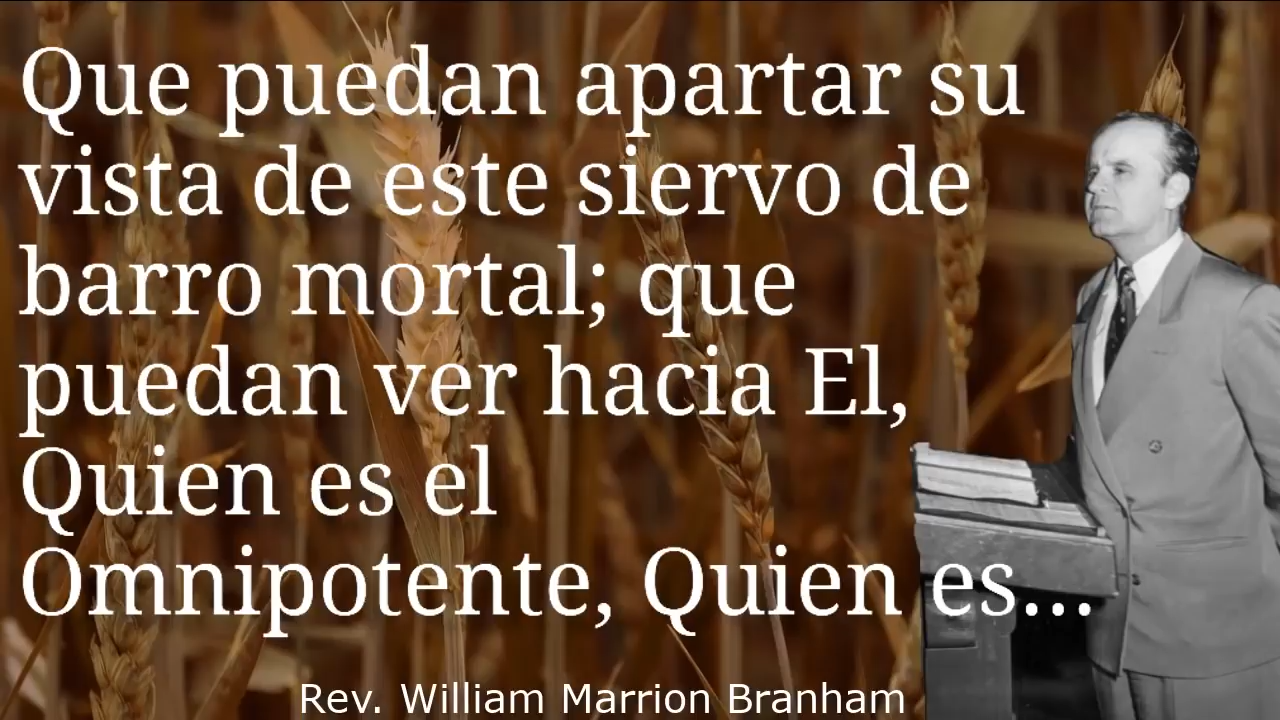 Que puedan apartar su
vista de este siervo de
barro mortal; que
puedan ver hacia El,
Quien es el
Omnipotente, Quien es...
Rev. William Marrion Branham